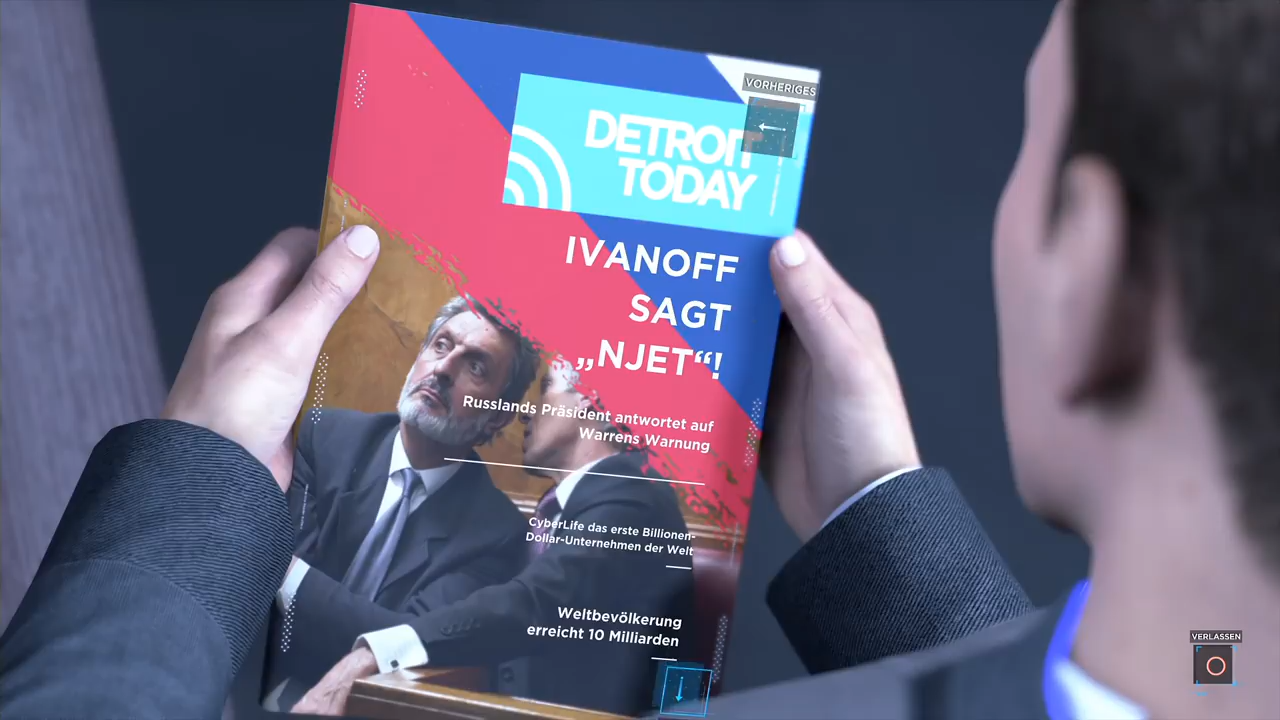 VORHERIGES
DETROIT
TODAY
IVANOFF
SAGT
„NJET“!
Russlands Präsident antwortet auf
Warrens Warnung
CyberLife das erste Billionen-
Dollar-Unternehmen der Welt
Weltbevölkerung
erreicht 10 Milliarden
VERLASSEN